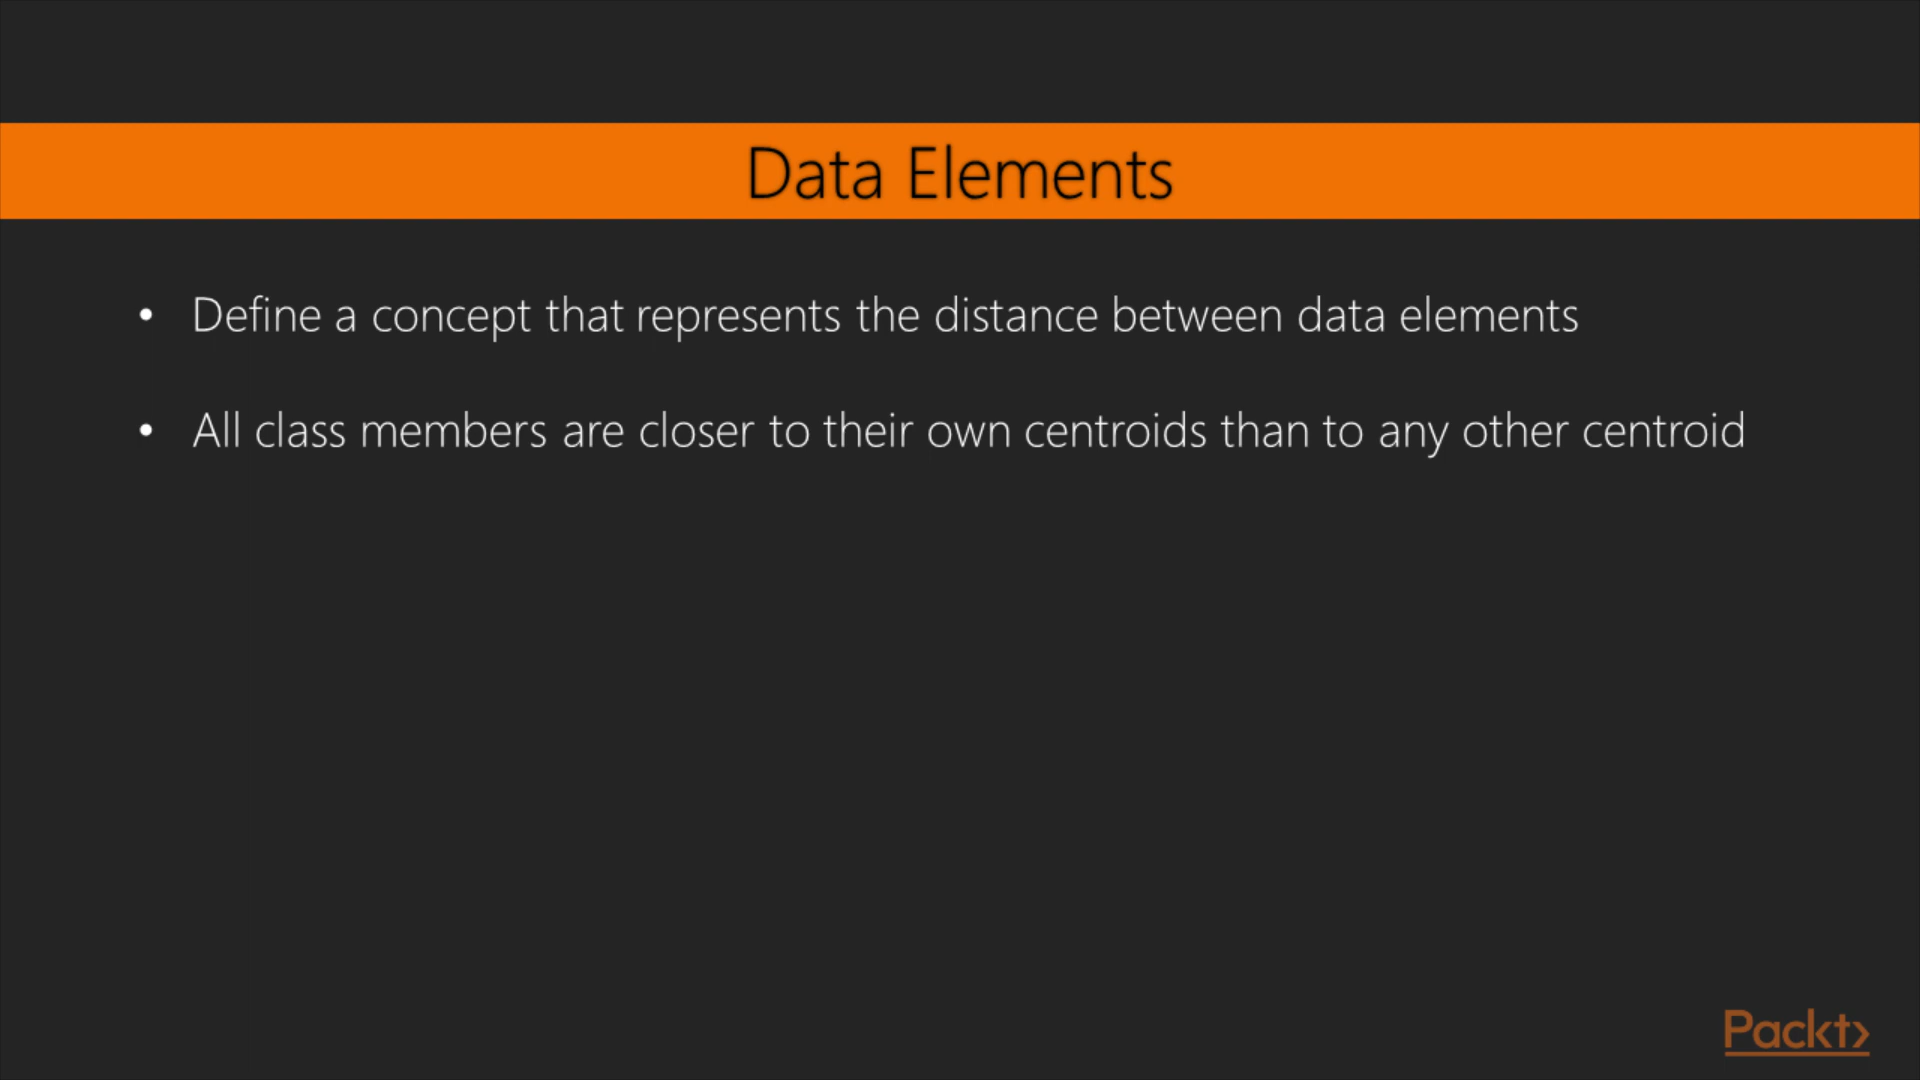 Data Elements
• Define a concept that represents the distance between data elements
• All class members are closer to their own centroids than to any other centroid
Packt>